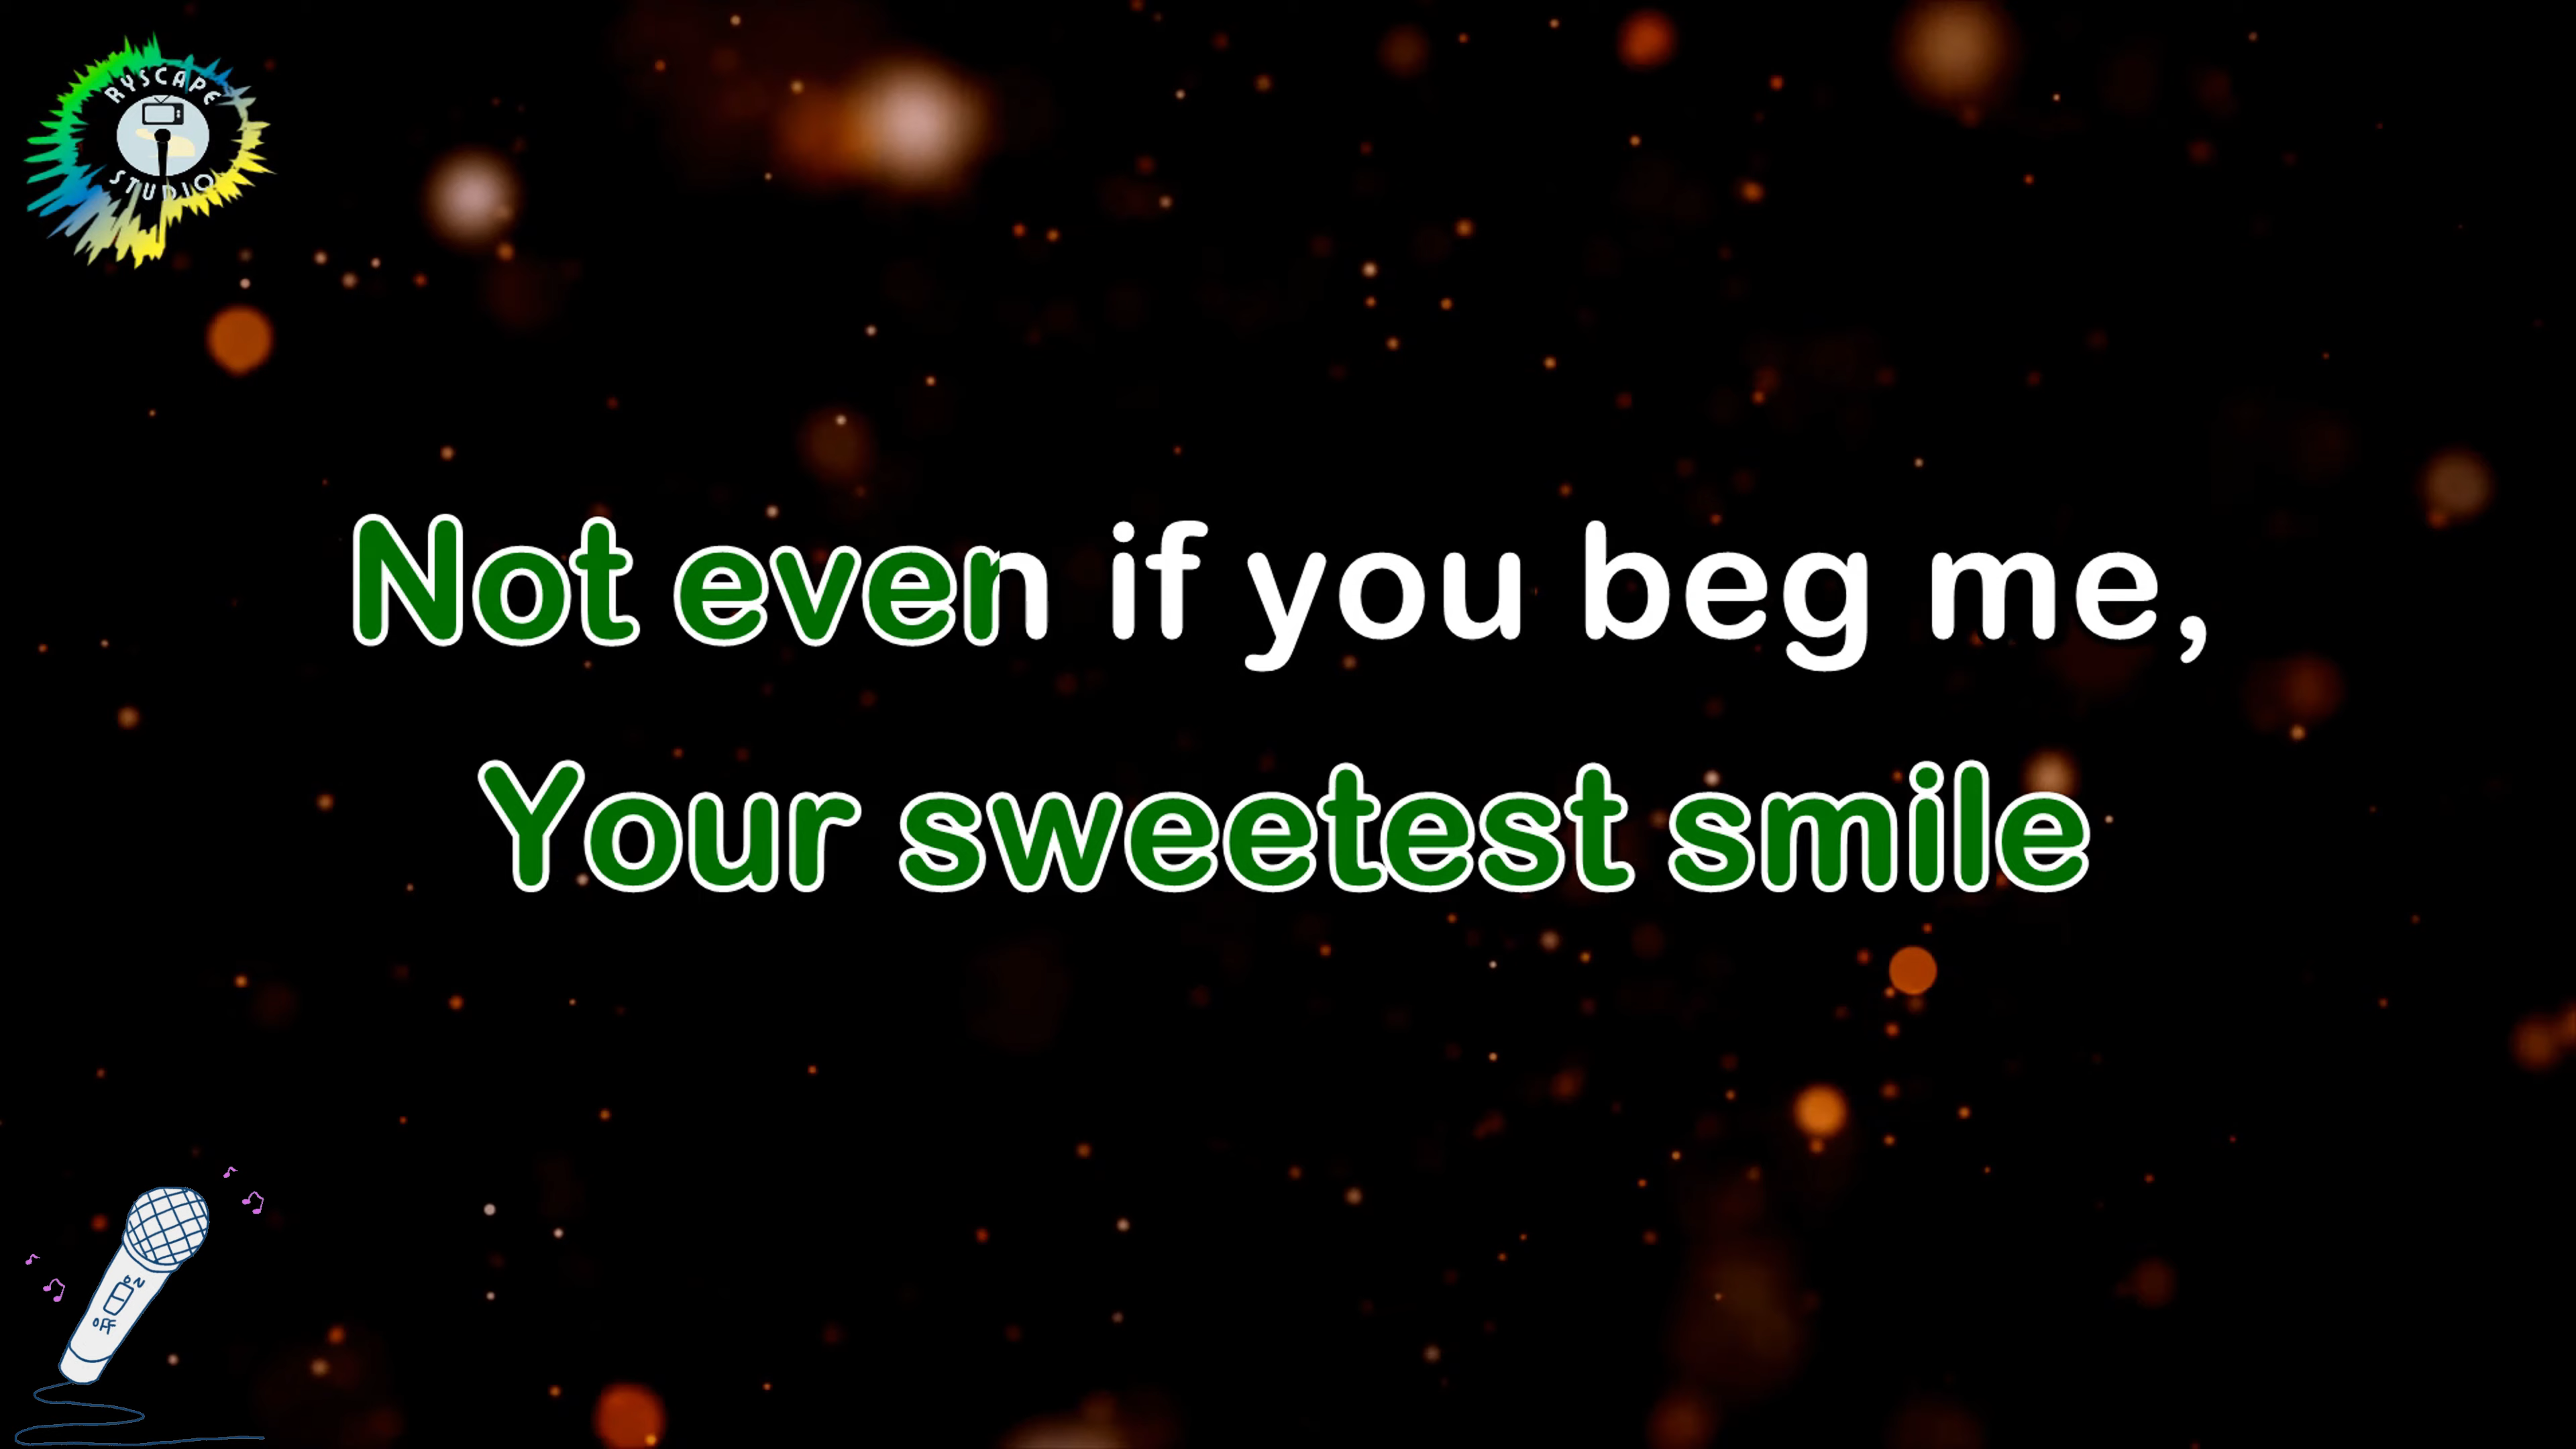 RYSCAPE
STUDIO
Not even if you beg me,
Your sweetest smile
ON
OFF